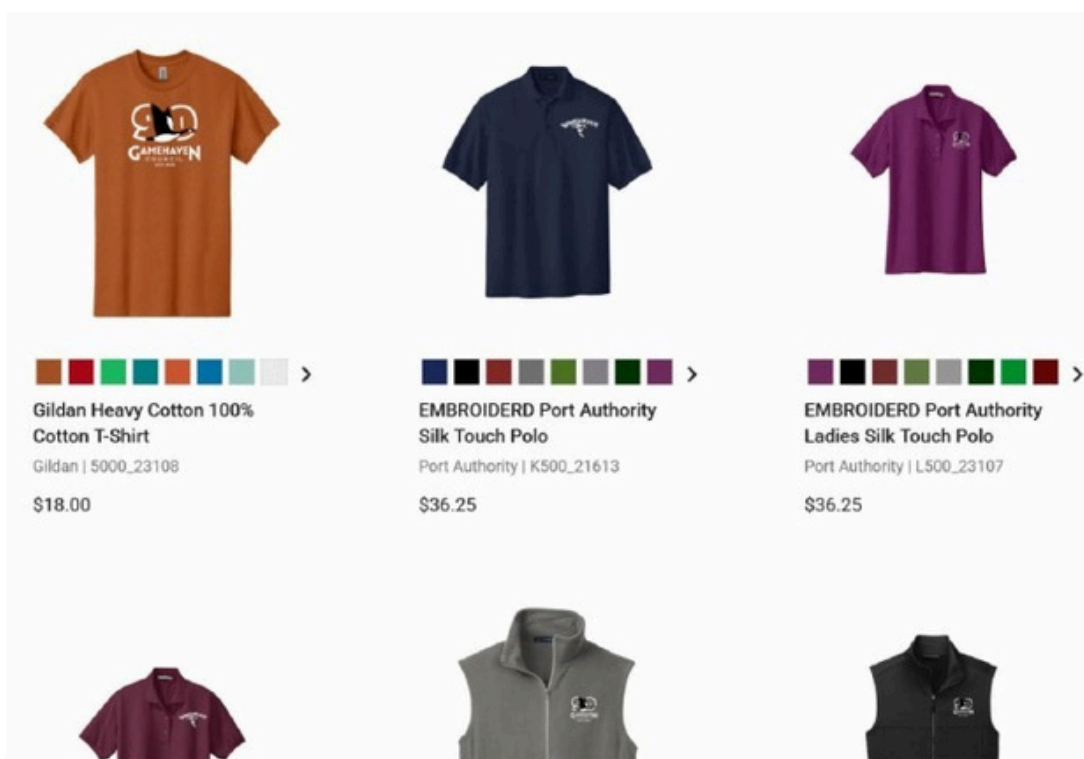 GAMEHAVEN
COUNCIL
Gildan Heavy Cotton 100%
Cotton T-Shirt
Gildan | 5000_23108
$18.00
EMBROIDERD Port Authority
Silk Touch Polo
Port Authority | K500_21613
$36.25
EMBROIDERD Port Authority
Ladies Silk Touch Polo
Port Authority | L500_23107
$36.25